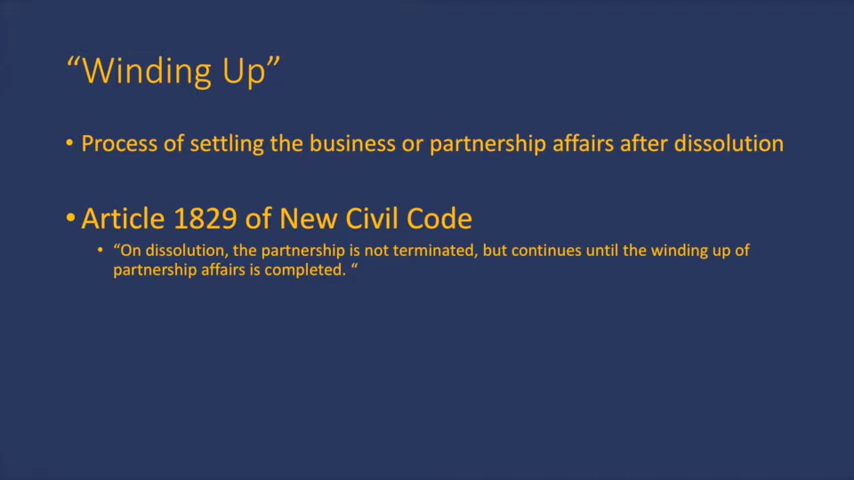 “Winding Up”
• Process of settling the business or partnership affairs after dissolution
• Article 1829 of New Civil Code
• “On dissolution, the partnership is not terminated, but continues until the winding up of
partnership affairs is completed. “